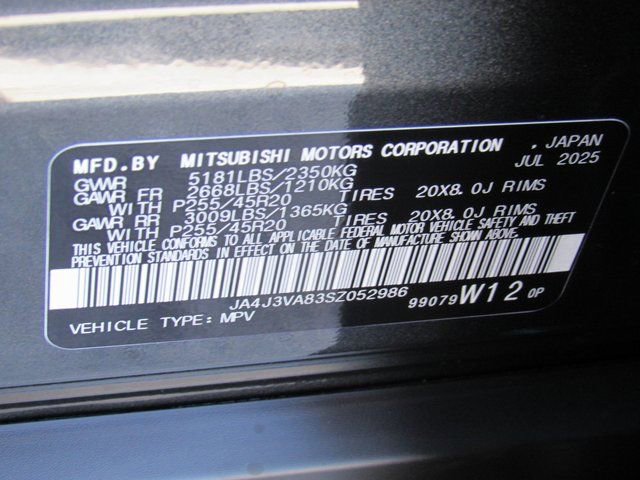 MFD.BY MITSUBISHI MOTORS CORPORATION . JAPAN
GVWR 5181LBS/2350KG JUL 2025
GAWR FR 2668LBS/1210KG
WITH P255/45R20 TIRES 20X8.0J RIMS
GAWR RR 3009LBS/1365KG
WITH P255/45R20 TIRES 20X8.0J RIMS
THIS VEHICLE CONFORMS TO ALL APPLICABLE FEDERAL MOTOR VEHICLE SAFETY AND THEFT
PREVENTION STANDARDS IN EFFECT ON THE DATE OF MANUFACTURE SHOWN ABOVE.
JA4J3VA83SZ052986 99079 W12 0P
VEHICLE TYPE: MPV